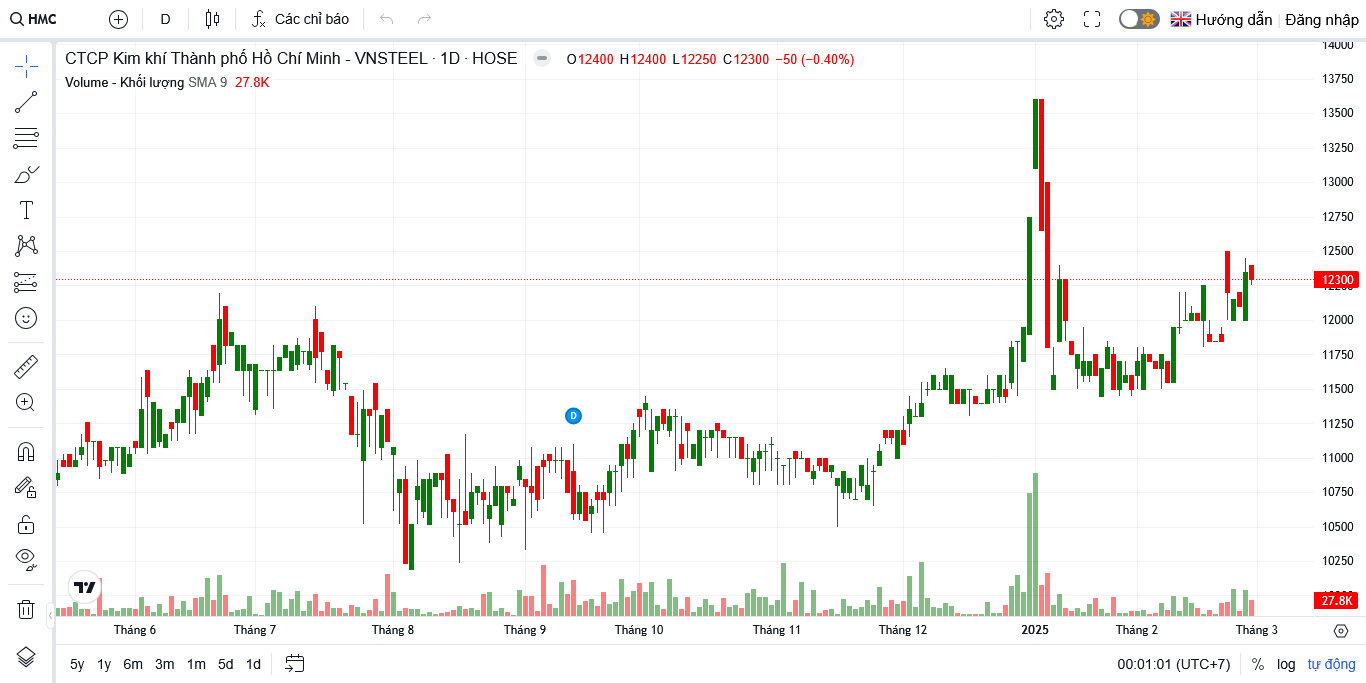 HMC D Các chỉ báo Hướng dẫn Đăng nhập
CTCP Kim khí Thành phố Hồ Chí Minh - VNSTEEL · 1D · HOSE O12400 H12400 L12250 C12300 −50 (−0.40%)
Volume - Khối lượng SMA 9 27.8K
14000
13750
13500
13250
13000
12750
12500
12300
12000
11750
11500
11250
11000
10750
10500
10250
27.8K
D
Tháng 6 Tháng 7 Tháng 8 Tháng 9 Tháng 10 Tháng 11 Tháng 12 2025 Tháng 2 Tháng 3
5y 1y 6m 3m 1m 5d 1d 00:01:01 (UTC+7) % log tự động